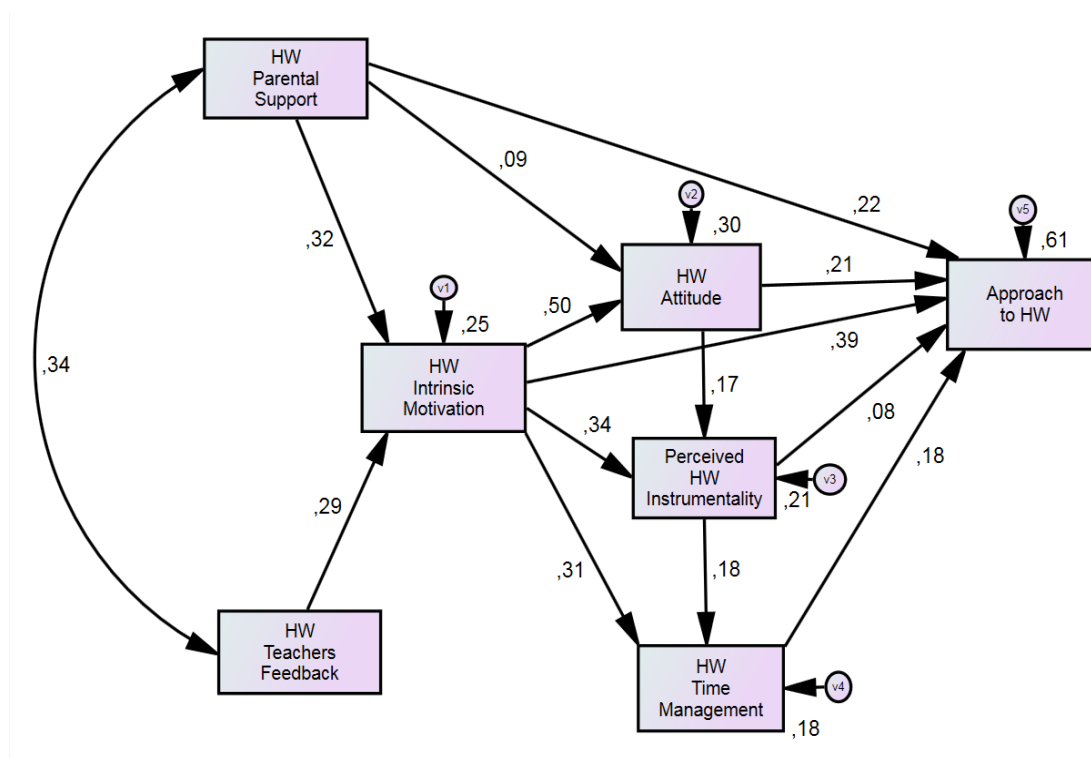 HW
Parental
Support
,09
,22
v2
v5
,30
,61
,32
HW
Attitude
,21
Approach
to HW
v1
,25
,50
,39
HW
Intrinsic
Motivation
,34
,17
,34
,08
Perceived
HW
Instrumentality
v3
,21
,18
,29
,31
,18
HW
Teachers
Feedback
HW
Time
Management
v4
,18